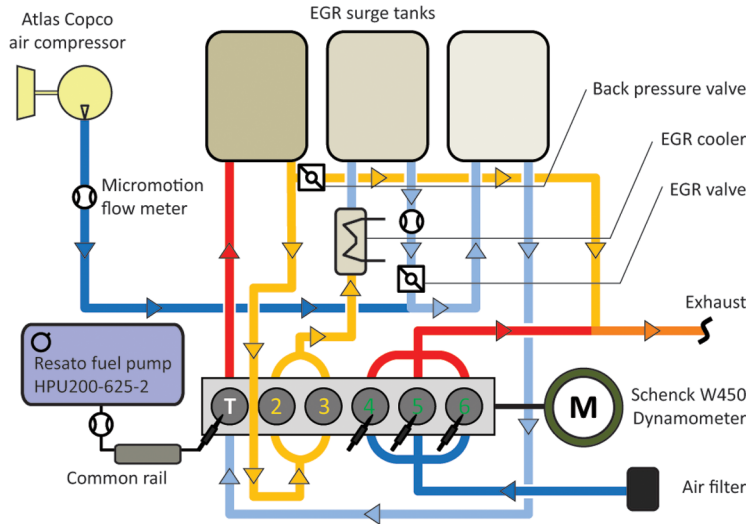 Atlas Copco
air compressor
EGR surge tanks
Back pressure valve
EGR cooler
EGR valve
Micromotion
flow meter
Exhaust
Resato fuel pump
HPU200-625-2
T 2 3 4 5 6
M
Schenck W450
Dynamometer
Common rail
Air filter